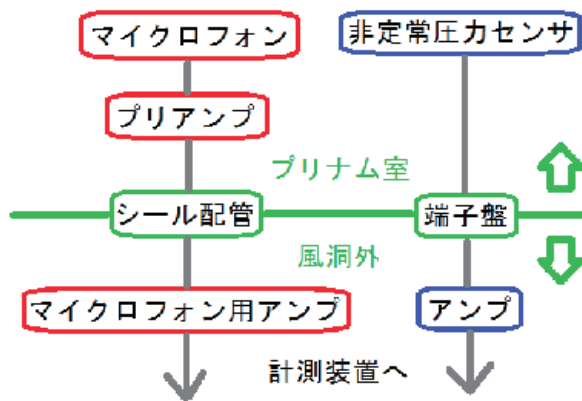 マイクロフォン
非定常圧力センサ
プリアンプ
プリナム室
シール配管
端子盤
風洞外
マイクロフォン用アンプ
アンプ
計測装置へ